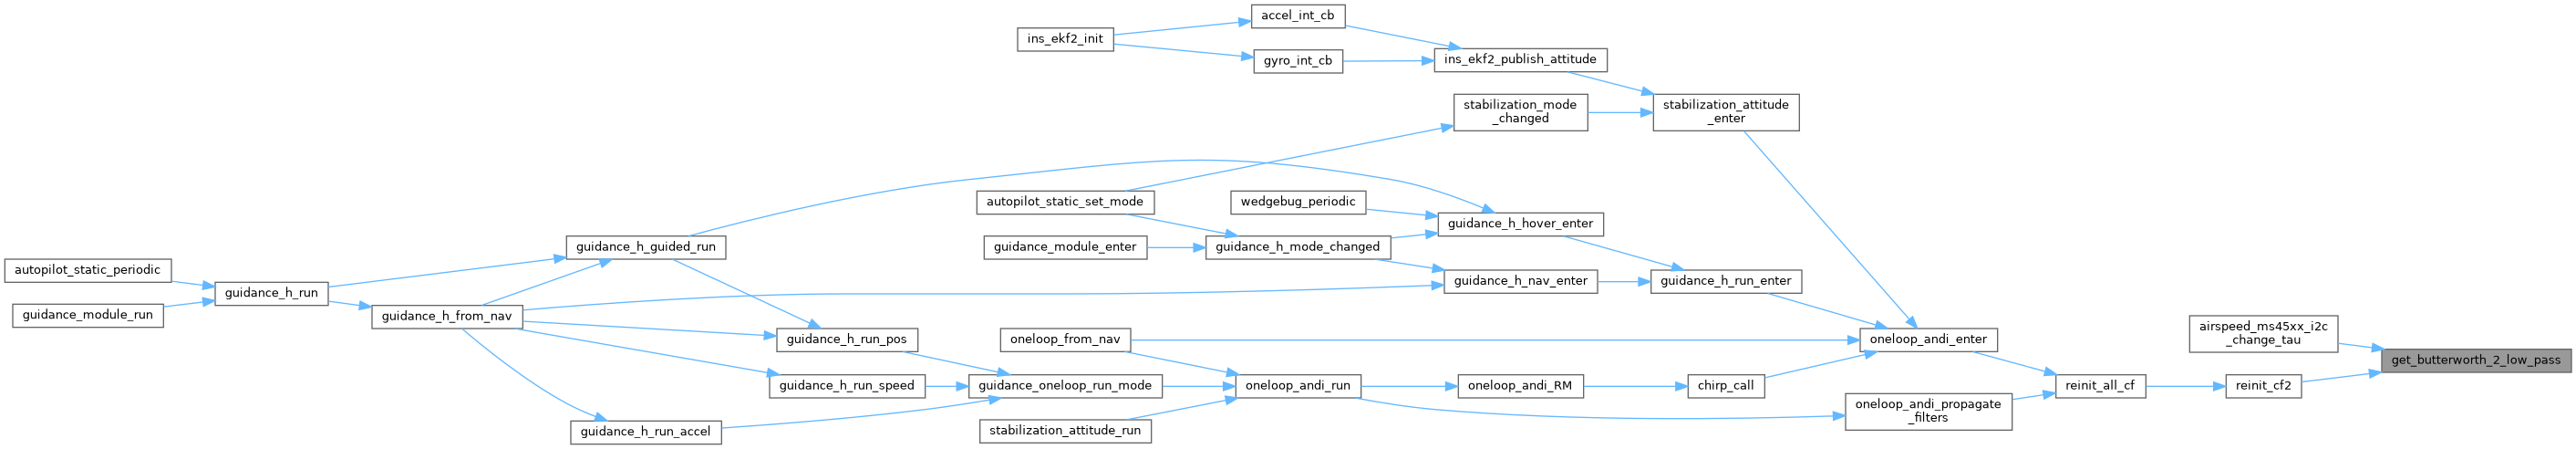 accel_int_cb
ins_ekf2_init
gyro_int_cb
ins_ekf2_publish_attitude
stabilization_mode
_changed
stabilization_attitude
_enter
autopilot_static_set_mode
wedgebug_periodic
guidance_h_hover_enter
guidance_h_guided_run
guidance_module_enter
guidance_h_mode_changed
autopilot_static_periodic
guidance_h_run
guidance_module_run
guidance_h_from_nav
guidance_h_nav_enter
guidance_h_run_enter
guidance_h_run_pos
oneloop_from_nav
oneloop_andi_enter
airspeed_ms45xx_i2c
_change_tau
get_butterworth_2_low_pass
guidance_h_run_speed
guidance_oneloop_run_mode
oneloop_andi_run
oneloop_andi_RM
chirp_call
reinit_all_cf
reinit_cf2
guidance_h_run_accel
stabilization_attitude_run
oneloop_andi_propagate
_filters